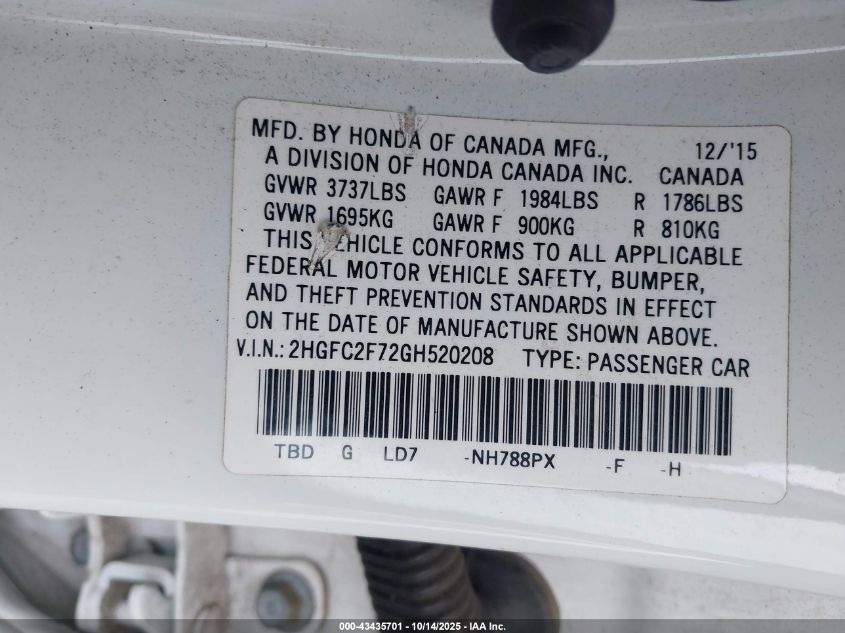 MFD. BY HONDA OF CANADA MFG., 12/'15
A DIVISION OF HONDA CANADA INC. CANADA
GVWR 3737LBS GAWR F 1984LBS R 1786LBS
GVWR 1695KG GAWR F 900KG R 810KG
THIS VEHICLE CONFORMS TO ALL APPLICABLE
FEDERAL MOTOR VEHICLE SAFETY, BUMPER,
AND THEFT PREVENTION STANDARDS IN EFFECT
ON THE DATE OF MANUFACTURE SHOWN ABOVE.
V.I.N.: 2HGFC2F72GH520208 TYPE: PASSENGER CAR
TBD G LD7 -NH788PX -F -H
000-43435701 - 10/14/2025 - IAA Inc.